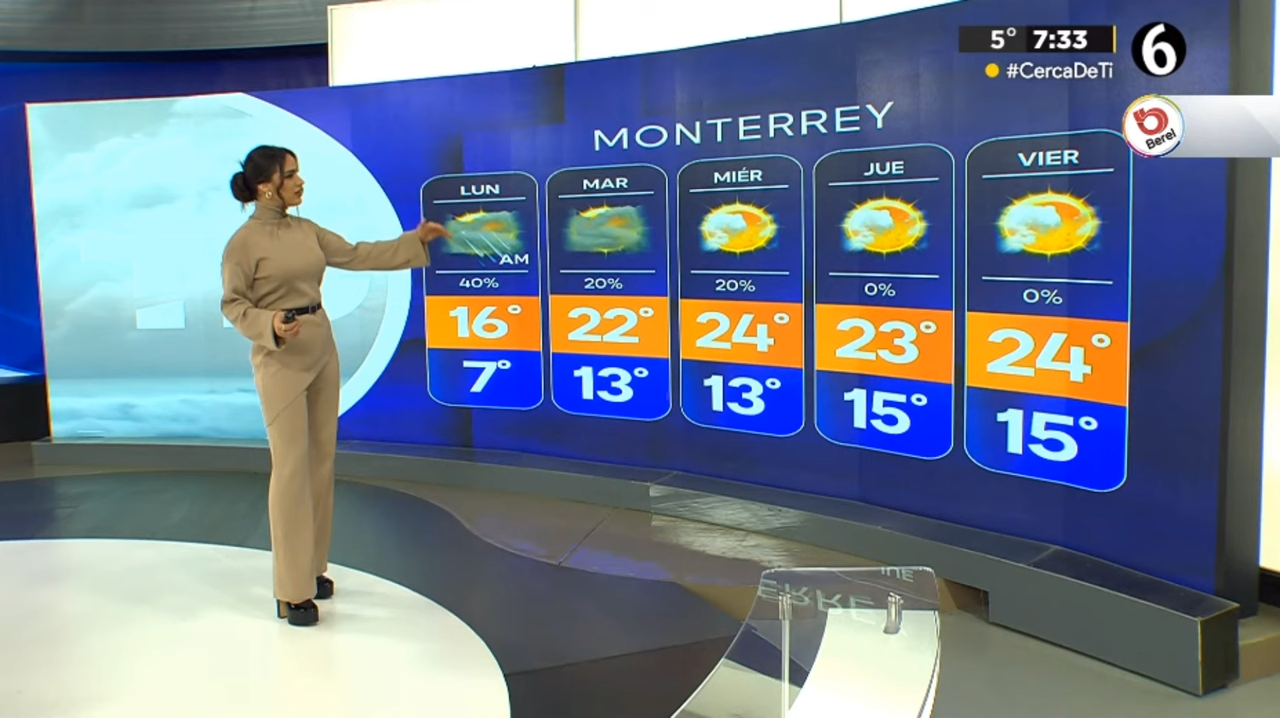 5° 7:33
6
#CercaDeTi
Berel
MONTERREY
LUN
AM
40%
16°
7°
MAR
20%
22°
13°
MIÉR
20%
24°
13°
JUE
0%
23°
15°
VIER
0%
24°
15°